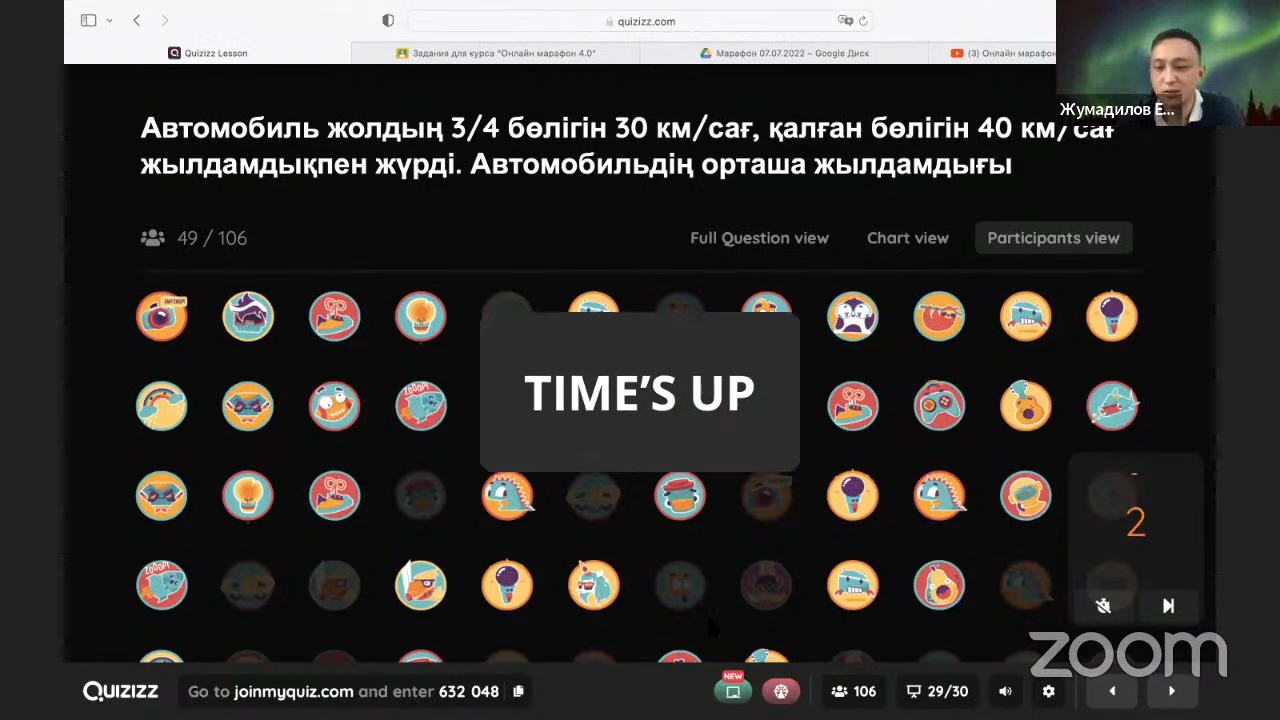 quizizz.com
Quizizz Lesson
Задания для курса "Онлайн марафон 4.0"
Марафон 07.07.2022 – Google Диск
(3) Онлайн марафон
Жумадилов Е...
Автомобиль жолдың 3/4 бөлігін 30 км/сағ, қалған бөлігін 40 км/сағ
жылдамдықпен жүрді. Автомобильдің орташа жылдамдығы
49 / 106
Full Question view
Chart view
Participants view
TIME'S UP
2
zoom
Quizizz
Go to joinmyquiz.com and enter 632 048
NEW
106
29/30